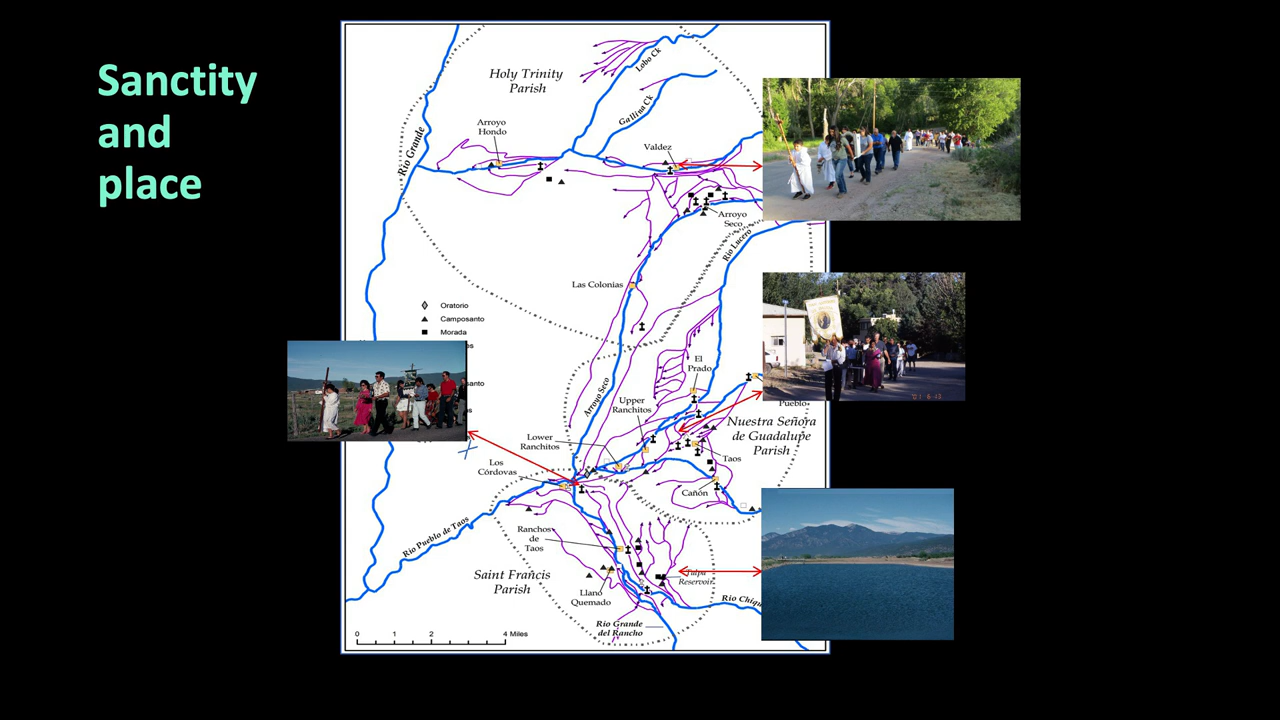 Sanctity
and
place
Holy Trinity
Parish
Lobo Ck
Gallina Ck
Rio Grande
Arroyo
Hondo
Valdez
Arroyo
Seco
Rio Lucero
Las Colonias
Oratorio
Camposanto
Morada
El
Prado
Upper
Ranchitos
Arroyo Seco
Pueblo
Nuestra Señora
de Guadalupe
Parish
Lower
Ranchitos
Taos
Los
Córdovas
Cañón
Rio Pueblo de Taos
Ranchos
de
Taos
Saint Francis
Parish
Talpa
Reservoir
Llano
Quemado
Rio Chiq
Rio Grande
del Rancho
0 1 2 4 Miles